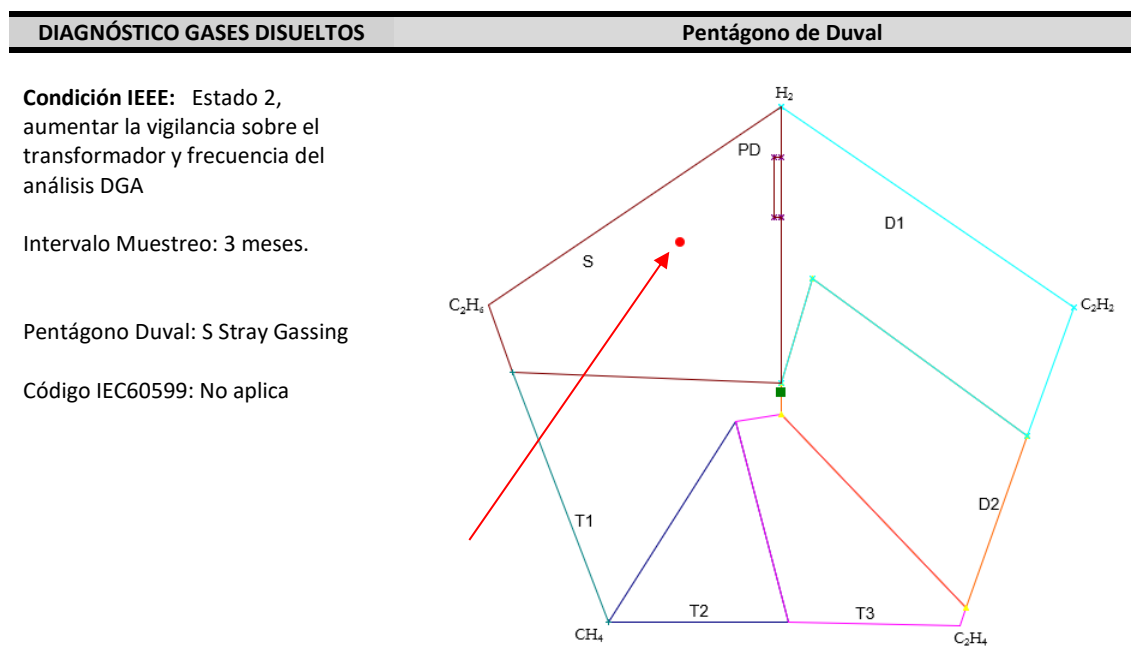 DIAGNÓSTICO GASES DISUELTOS
Pentágono de Duval
Condición IEEE: Estado 2,
aumentar la vigilancia sobre el
transformador y frecuencia del
análisis DGA
Intervalo Muestreo: 3 meses.
Pentágono Duval: S Stray Gassing
Código IEC60599: No aplica
H₂
PD
D1
S
C₂H₆
C₂H₂
D2
T1
T2
T3
CH₄
C₂H₄